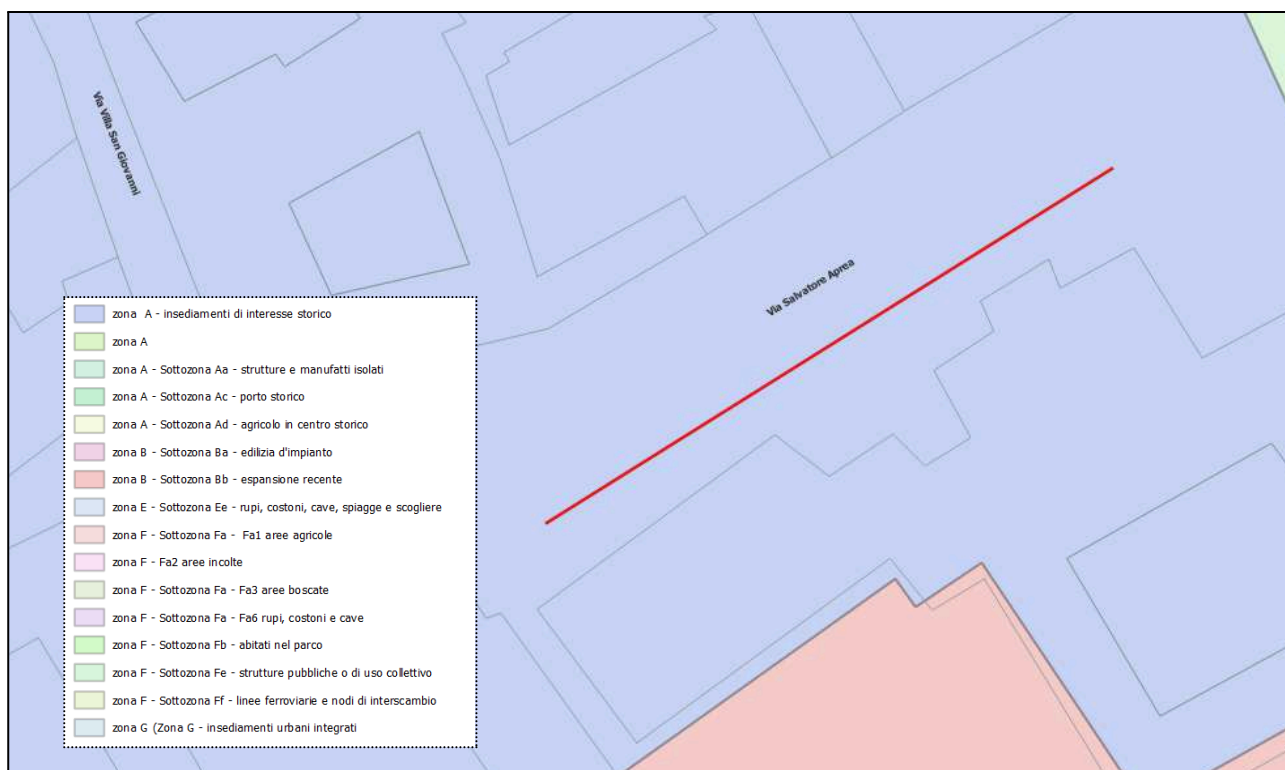 Via Villa San Giovanni
Via Salvatore Aprea
zona  A - insediamenti di interesse storico
zona A
zona A - Sottozona Aa - strutture e manufatti isolati
zona A - Sottozona Ac - porto storico
zona A - Sottozona Ad - agricolo in centro storico
zona B - Sottozona Ba - edilizia d'impianto
zona B - Sottozona Bb - espansione recente
zona E - Sottozona Ee - rupi, costoni, cave, spiagge e scogliere
zona F - Sottozona Fa -  Fa1 aree agricole
zona F - Fa2 aree incolte
zona F - Sottozona Fa - Fa3 aree boscate
zona F - Sottozona Fa - Fa6 rupi, costoni e cave
zona F - Sottozona Fb - abitati nel parco
zona F - Sottozona Fe - strutture pubbliche o di uso collettivo
zona F - Sottozona Ff - linee ferroviarie e nodi di interscambio
zona G (Zona G - insediamenti urbani integrati